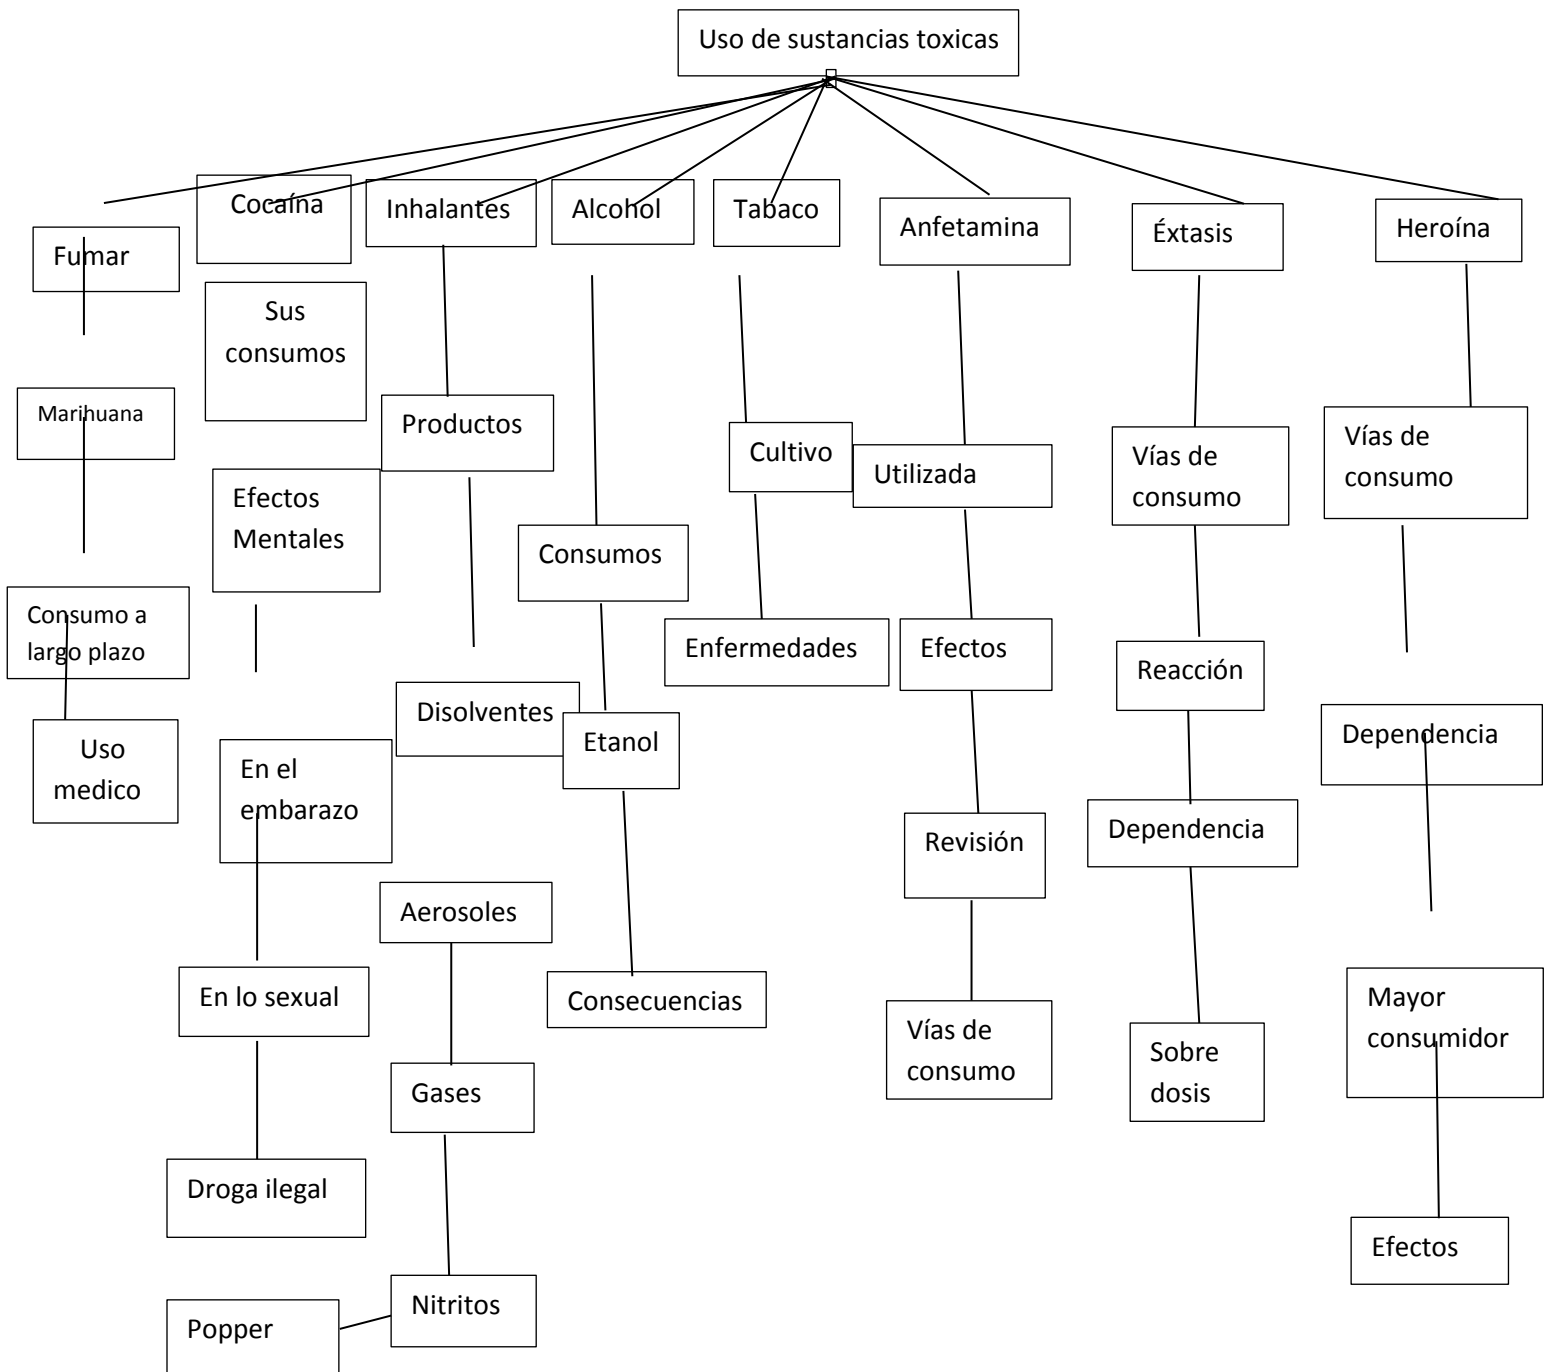 Uso de sustancias toxicas
Fumar
Cocaína
Inhalantes
Alcohol
Tabaco
Anfetamina
Éxtasis
Heroína
Marihuana
Consumo a
largo plazo
Uso
medico
Sus
consumos
Efectos
Mentales
En el
embarazo
En lo sexual
Droga ilegal
Productos
Disolventes
Aerosoles
Gases
Nitritos
Popper
Consumos
Etanol
Consecuencias
Cultivo
Enfermedades
Utilizada
Efectos
Revisión
Vías de
consumo
Vías de
consumo
Reacción
Dependencia
Sobre
dosis
Vías de
consumo
Dependencia
Mayor
consumidor
Efectos